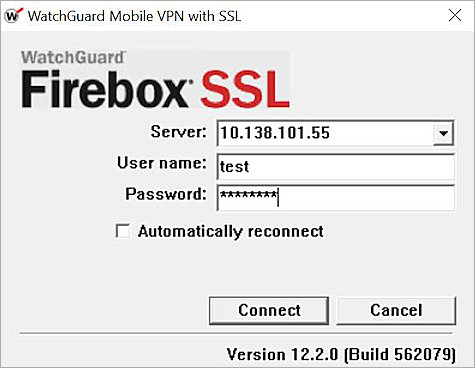 WatchGuard Mobile VPN with SSL
WatchGuard
Firebox SSL
Server: 10.138.101.55
User name: test
Password: ********
Automatically reconnect
Connect Cancel
Version 12.2.0 (Build 562079)